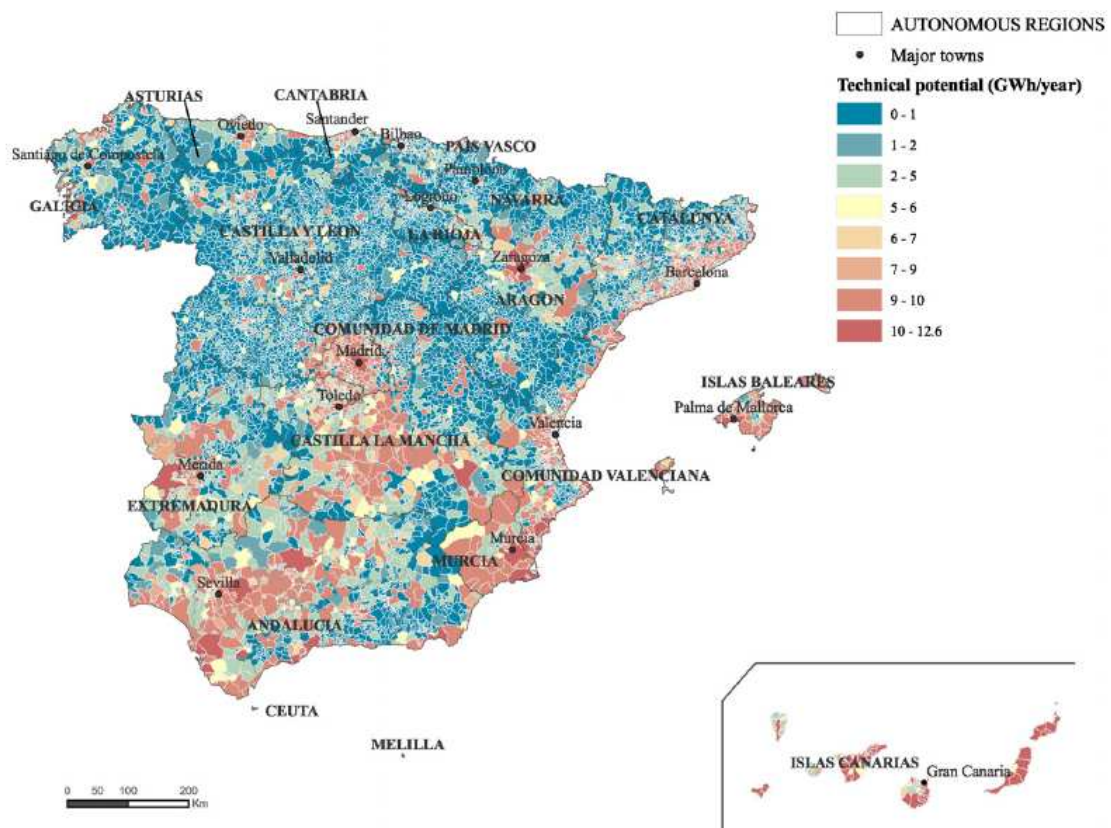 AUTONOMOUS REGIONS
Major towns
Technical potential (GWh/year)
0 - 1
1 - 2
2 - 5
5 - 6
6 - 7
7 - 9
9 - 10
10 - 12.6
ASTURIAS
CANTABRIA
Oviedo
Santander
Bilbao
PAIS VASCO
Santiago de Compostela
Pamplona
GALICIA
Logroño
NAVARRA
CATALUNYA
CASTILLA Y LEON
LA RIOJA
Valladolid
Zaragoza
Barcelona
ARAGON
COMUNIDAD DE MADRID
Madrid
ISLAS BALEARES
Toledo
Palma de Mallorca
Valencia
CASTILLA LA MANCHA
Merida
COMUNIDAD VALENCIANA
EXTREMADURA
Murcia
MURCIA
Sevilla
ANDALUCIA
CEUTA
MELILLA
ISLAS CANARIAS
Gran Canaria
0 50 100 200
Km